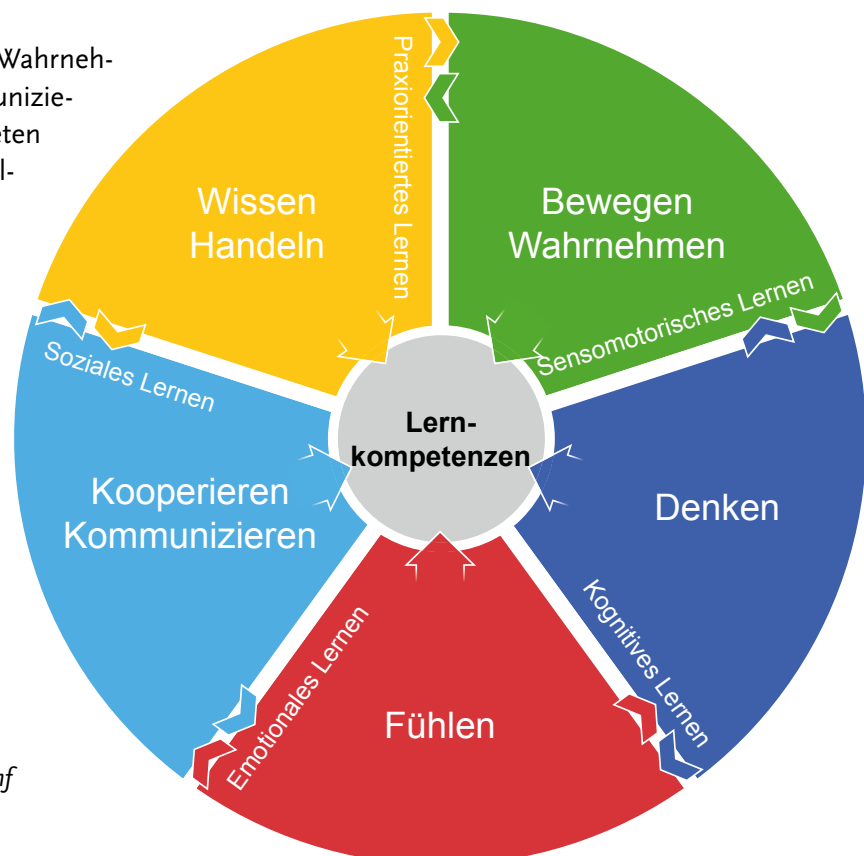 Wahrneh-
unizie-
eten
l-
Praxiorientiertes Lernen
Wissen
Handeln
Bewegen
Wahrnehmen
Sensomotorisches Lernen
Soziales Lernen
Lern-
kompetenzen
Kooperieren
Kommunizieren
Denken
Kognitives Lernen
Emotionales Lernen
Fühlen
nf